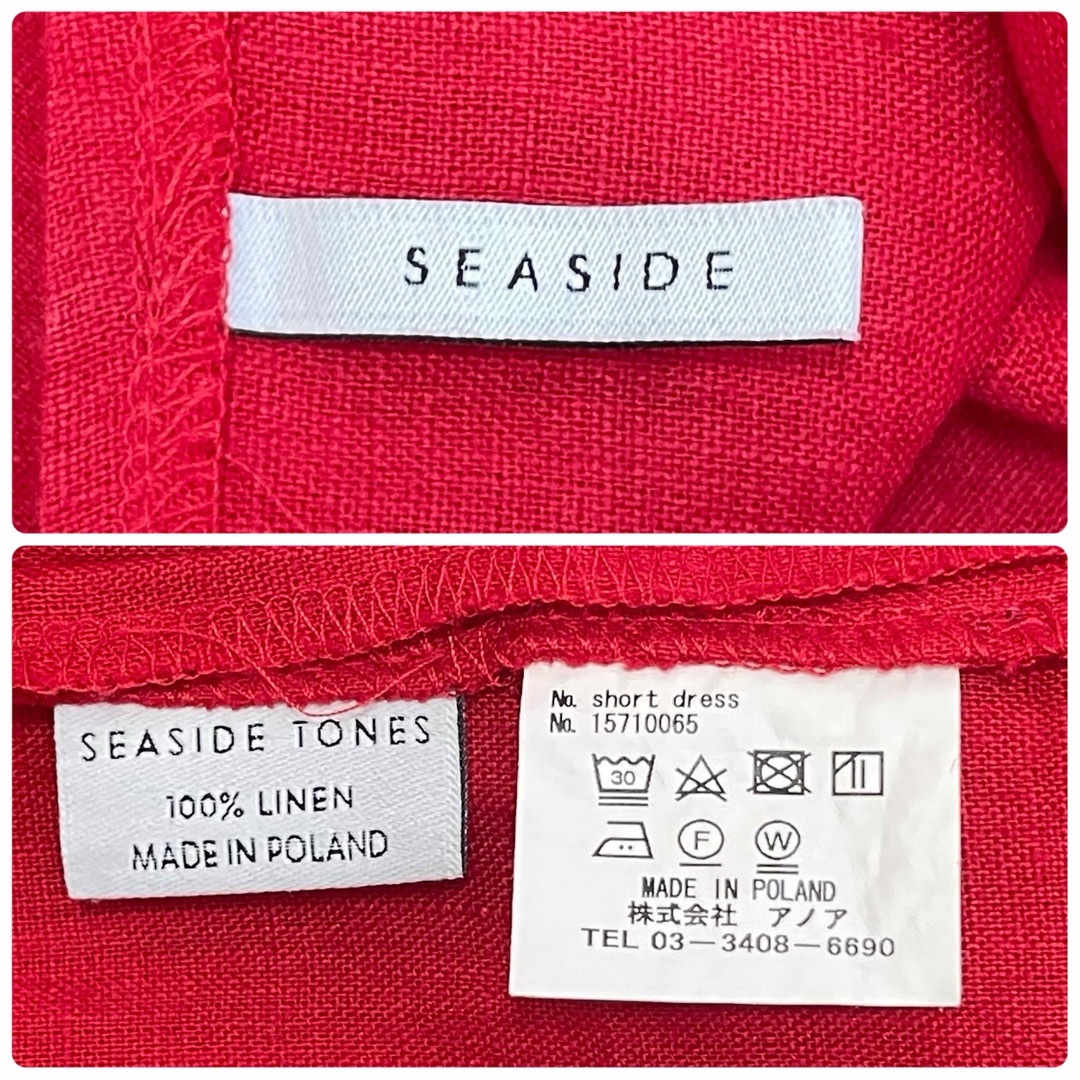 SEASIDE
SEASIDE TONES
100% LINEN
MADE IN POLAND
No. short dress
No. 15710065
30
F W
MADE IN POLAND
株式会社 アノア
TEL 03—3408—6690